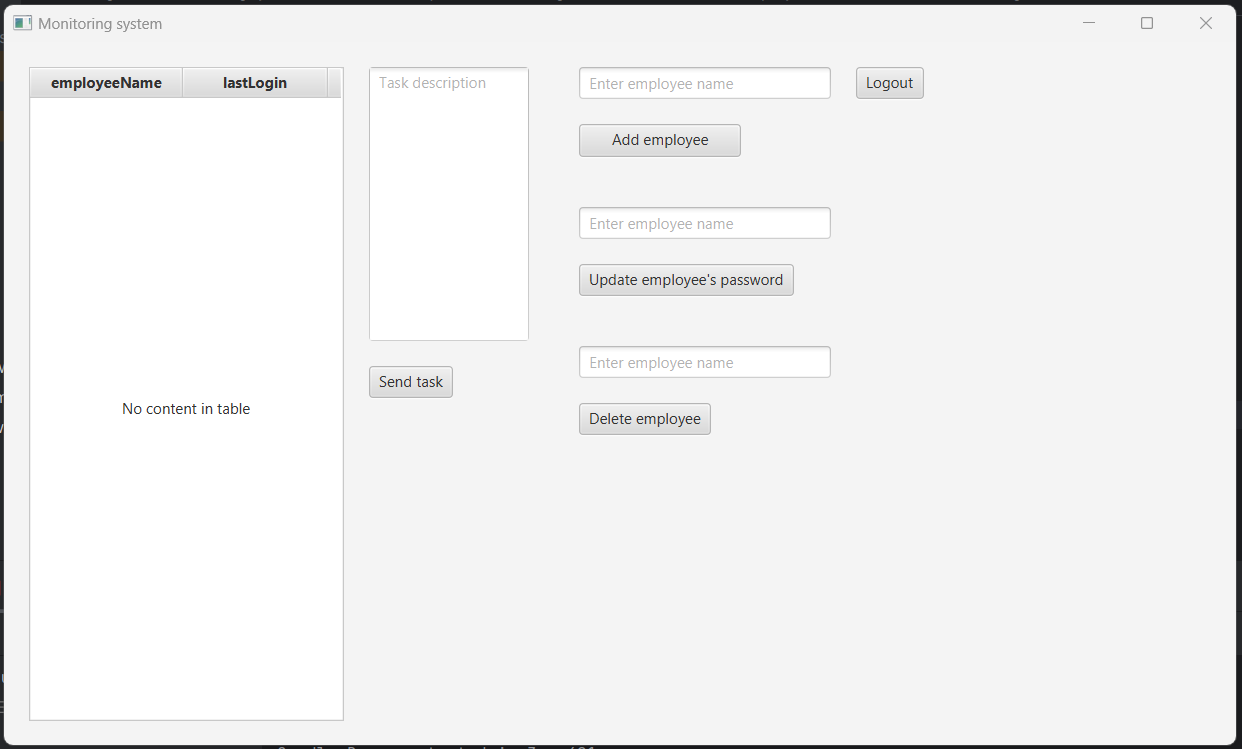 Monitoring system
employeeName lastLogin
No content in table
Task description
Send task
Enter employee name
Add employee
Enter employee name
Update employee's password
Enter employee name
Delete employee
Logout